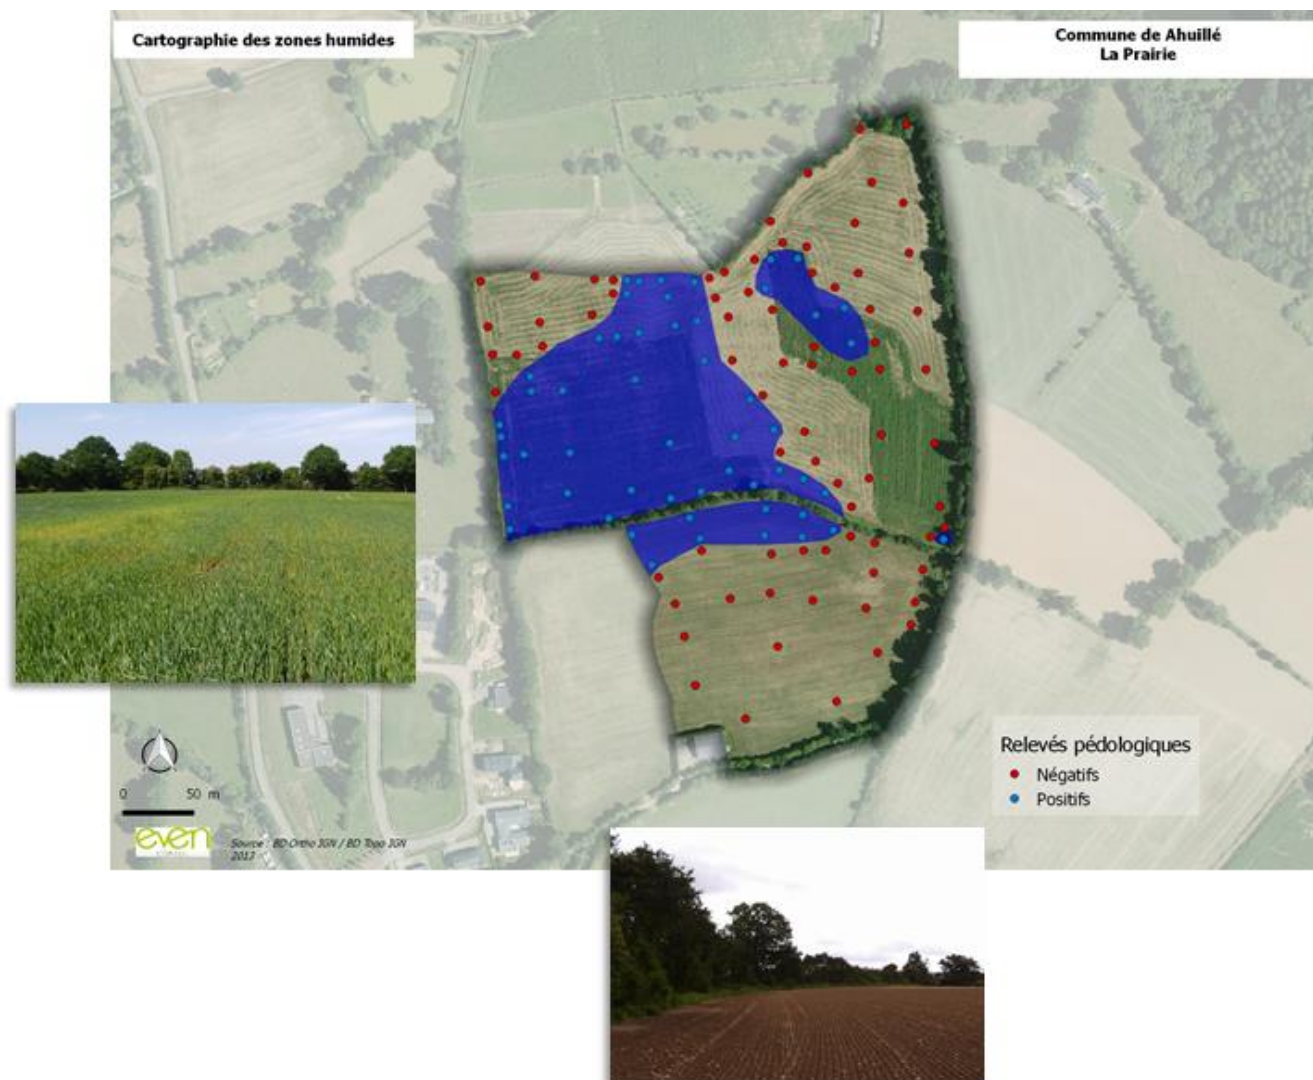 Cartographie des zones humides
Commune de Ahuillé
La Prairie
Relevés pédologiques
Négatifs
Positifs
0 50 m
even
Source : BD Ortho IGN / BD Topo IGN
2017